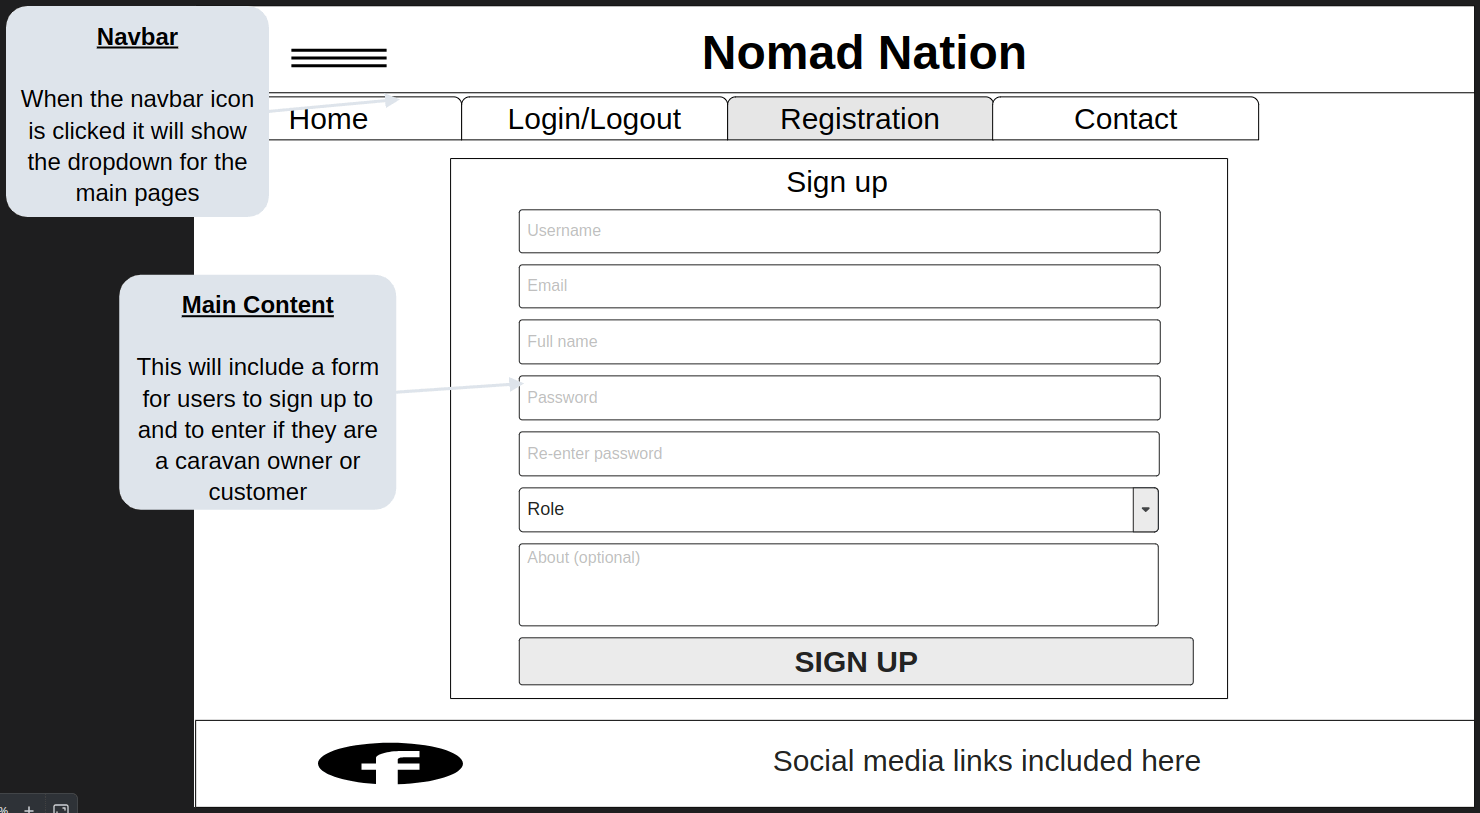 Navbar
When the navbar icon
is clicked it will show
the dropdown for the
main pages
Nomad Nation
Home
Login/Logout
Registration
Contact
Sign up
Username
Email
Full name
Password
Re-enter password
Role
About (optional)
SIGN UP
Main Content
This will include a form
for users to sign up to
and to enter if they are
a caravan owner or
customer
f
Social media links included here
% +